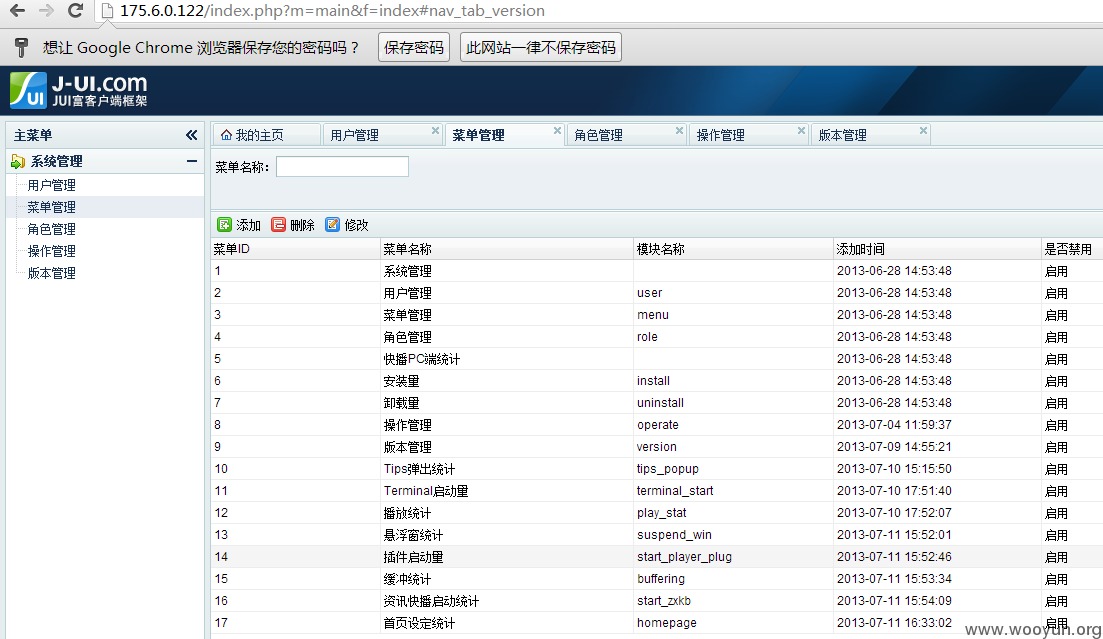 175.6.0.122/index.php?m=main&f=index#nav_tab_version
想让 Google Chrome 浏览器保存您的密码吗？ 保存密码 此网站一律不保存密码
J-UI.com
JUI富客户端框架
主菜单 我的主页 用户管理 菜单管理 角色管理 操作管理 版本管理
系统管理
用户管理
菜单管理
角色管理
操作管理
版本管理
菜单名称：
添加 删除 修改
菜单ID 菜单名称 模块名称 添加时间 是否禁用
1 系统管理 2013-06-28 14:53:48 启用
2 用户管理 user 2013-06-28 14:53:48 启用
3 菜单管理 menu 2013-06-28 14:53:48 启用
4 角色管理 role 2013-06-28 14:53:48 启用
5 快播PC端统计 2013-06-28 14:53:48 启用
6 安装量 install 2013-06-28 14:53:48 启用
7 卸载量 uninstall 2013-06-28 14:53:48 启用
8 操作管理 operate 2013-07-04 11:59:37 启用
9 版本管理 version 2013-07-09 14:55:21 启用
10 Tips弹出统计 tips_popup 2013-07-10 15:15:50 启用
11 Terminal启动量 terminal_start 2013-07-10 17:51:40 启用
12 播放统计 play_stat 2013-07-10 17:52:07 启用
13 悬浮窗统计 suspend_win 2013-07-11 15:52:01 启用
14 插件启动量 start_player_plug 2013-07-11 15:52:46 启用
15 缓冲统计 buffering 2013-07-11 15:53:34 启用
16 资讯快播启动统计 start_zxkb 2013-07-11 15:54:09 启用
17 首页设定统计 homepage 2013-07-11 16:33:02 启用
www.wooyun.org